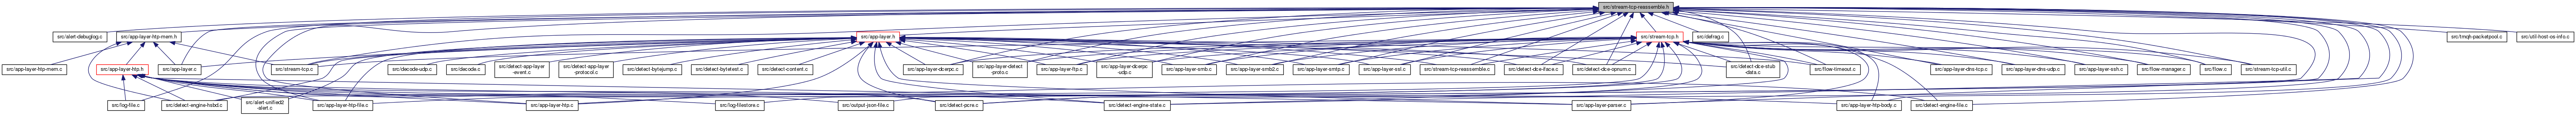 src/stream-tcp-reassemble.h
src/alert-debuglog.c
src/app-layer-htp-mem.h
src/app-layer.h
src/stream-tcp.h
src/defrag.c
src/tmqh-packetpool.c
src/util-host-os-info.c
src/app-layer-htp-mem.c
src/app-layer-htp.h
src/app-layer.c
src/stream-tcp.c
src/decode-udp.c
src/decode.c
src/detect-app-layer
-event.c
src/detect-app-layer
-protocol.c
src/detect-bytejump.c
src/detect-bytetest.c
src/detect-content.c
src/app-layer-dcerpc.c
src/app-layer-detect
-proto.c
src/app-layer-ftp.c
src/app-layer-dcerpc
-udp.c
src/app-layer-smb.c
src/app-layer-smb2.c
src/app-layer-smtp.c
src/app-layer-ssl.c
src/stream-tcp-reassemble.c
src/detect-dce-iface.c
src/detect-dce-opnum.c
src/detect-dce-stub
-data.c
src/flow-timeout.c
src/app-layer-dns-tcp.c
src/app-layer-dns-udp.c
src/app-layer-ssh.c
src/flow-manager.c
src/flow.c
src/stream-tcp-util.c
src/log-file.c
src/detect-engine-hsbd.c
src/alert-unified2
-alert.c
src/app-layer-htp-file.c
src/app-layer-htp.c
src/log-filestore.c
src/output-json-file.c
src/detect-pcre.c
src/detect-engine-state.c
src/app-layer-parser.c
src/app-layer-htp-body.c
src/detect-engine-file.c